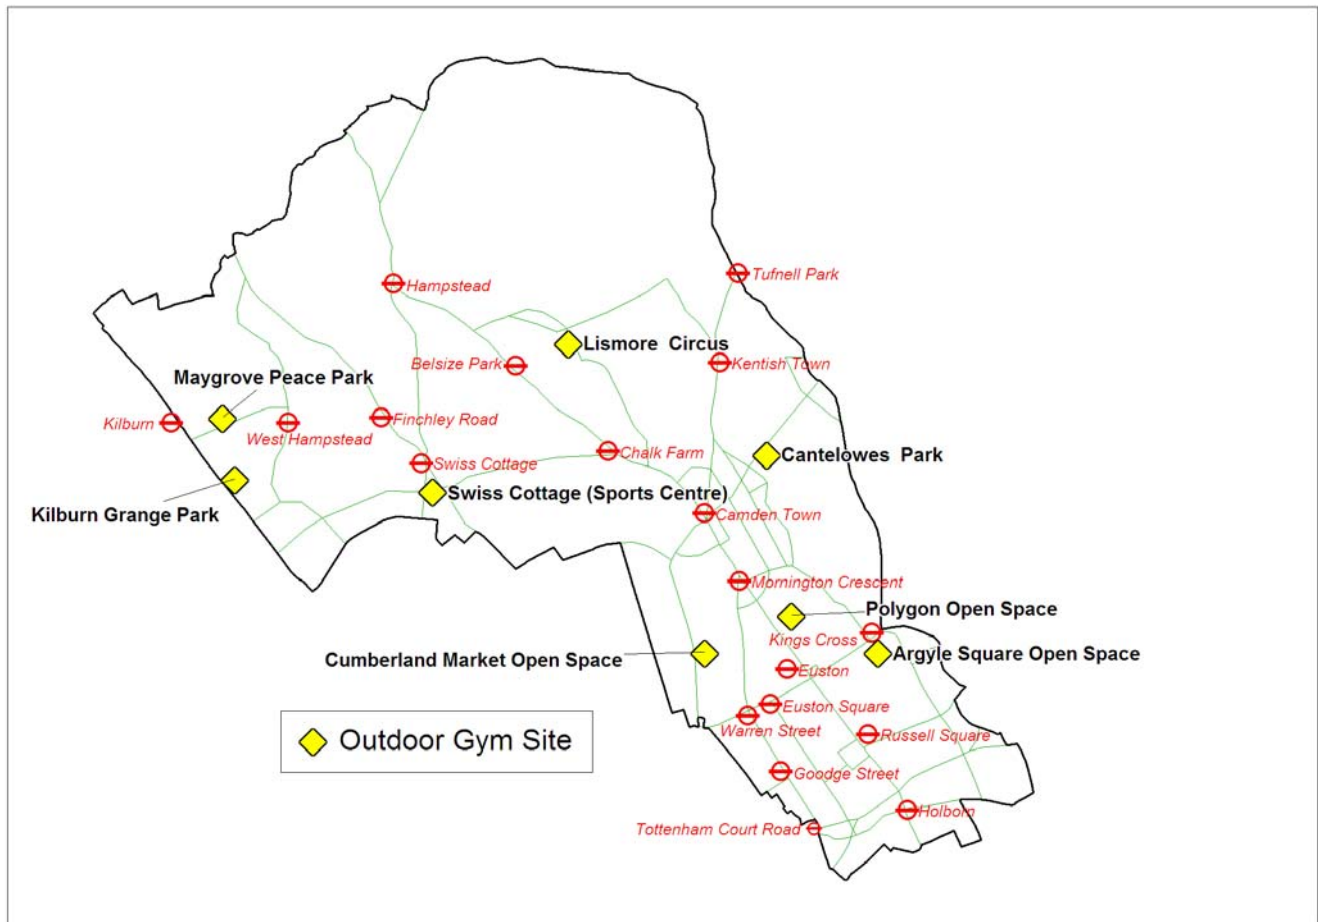 Tufnell Park
Hampstead
Lismore Circus
Belsize Park
Kentish Town
Maygrove Peace Park
Kilburn
West Hampstead
Finchley Road
Chalk Farm
Cantelowes Park
Swiss Cottage
Swiss Cottage (Sports Centre)
Kilburn Grange Park
Camden Town
Mornington Crescent
Polygon Open Space
Kings Cross
Cumberland Market Open Space
Argyle Square Open Space
Euston
Euston Square
Warren Street
Russell Square
Outdoor Gym Site
Goodge Street
Holborn
Tottenham Court Road